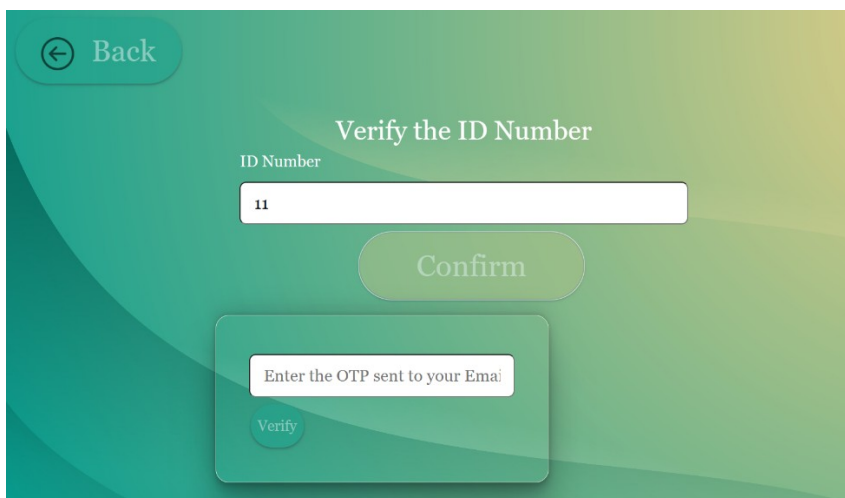 Back
Verify the ID Number
ID Number
11
Confirm
Enter the OTP sent to your Emai
Verify